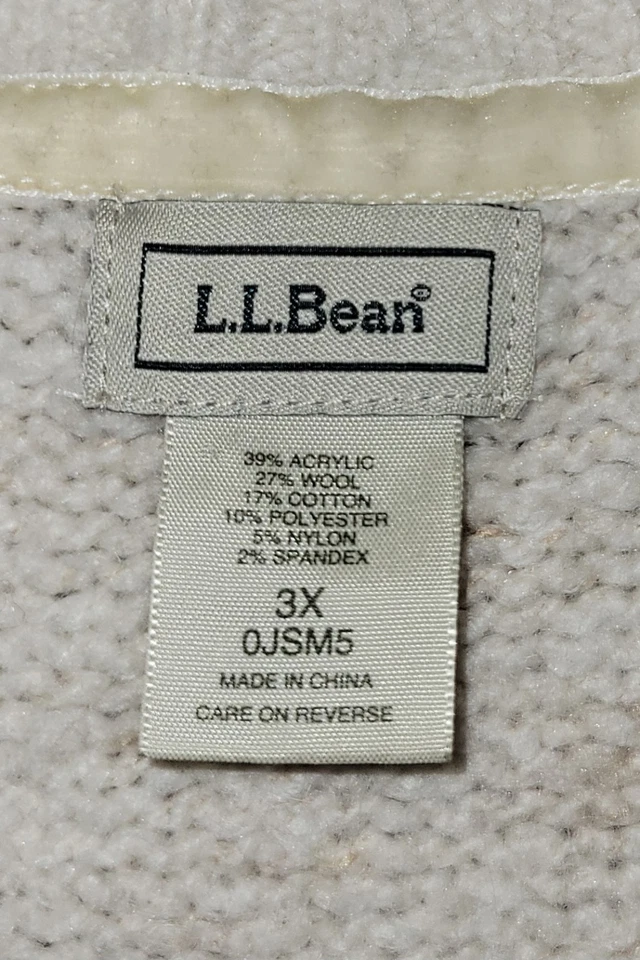 L.L.Bean®
39% ACRYLIC
27% WOOL
17% COTTON
10% POLYESTER
5% NYLON
2% SPANDEX
3X
0JSM5
MADE IN CHINA
CARE ON REVERSE